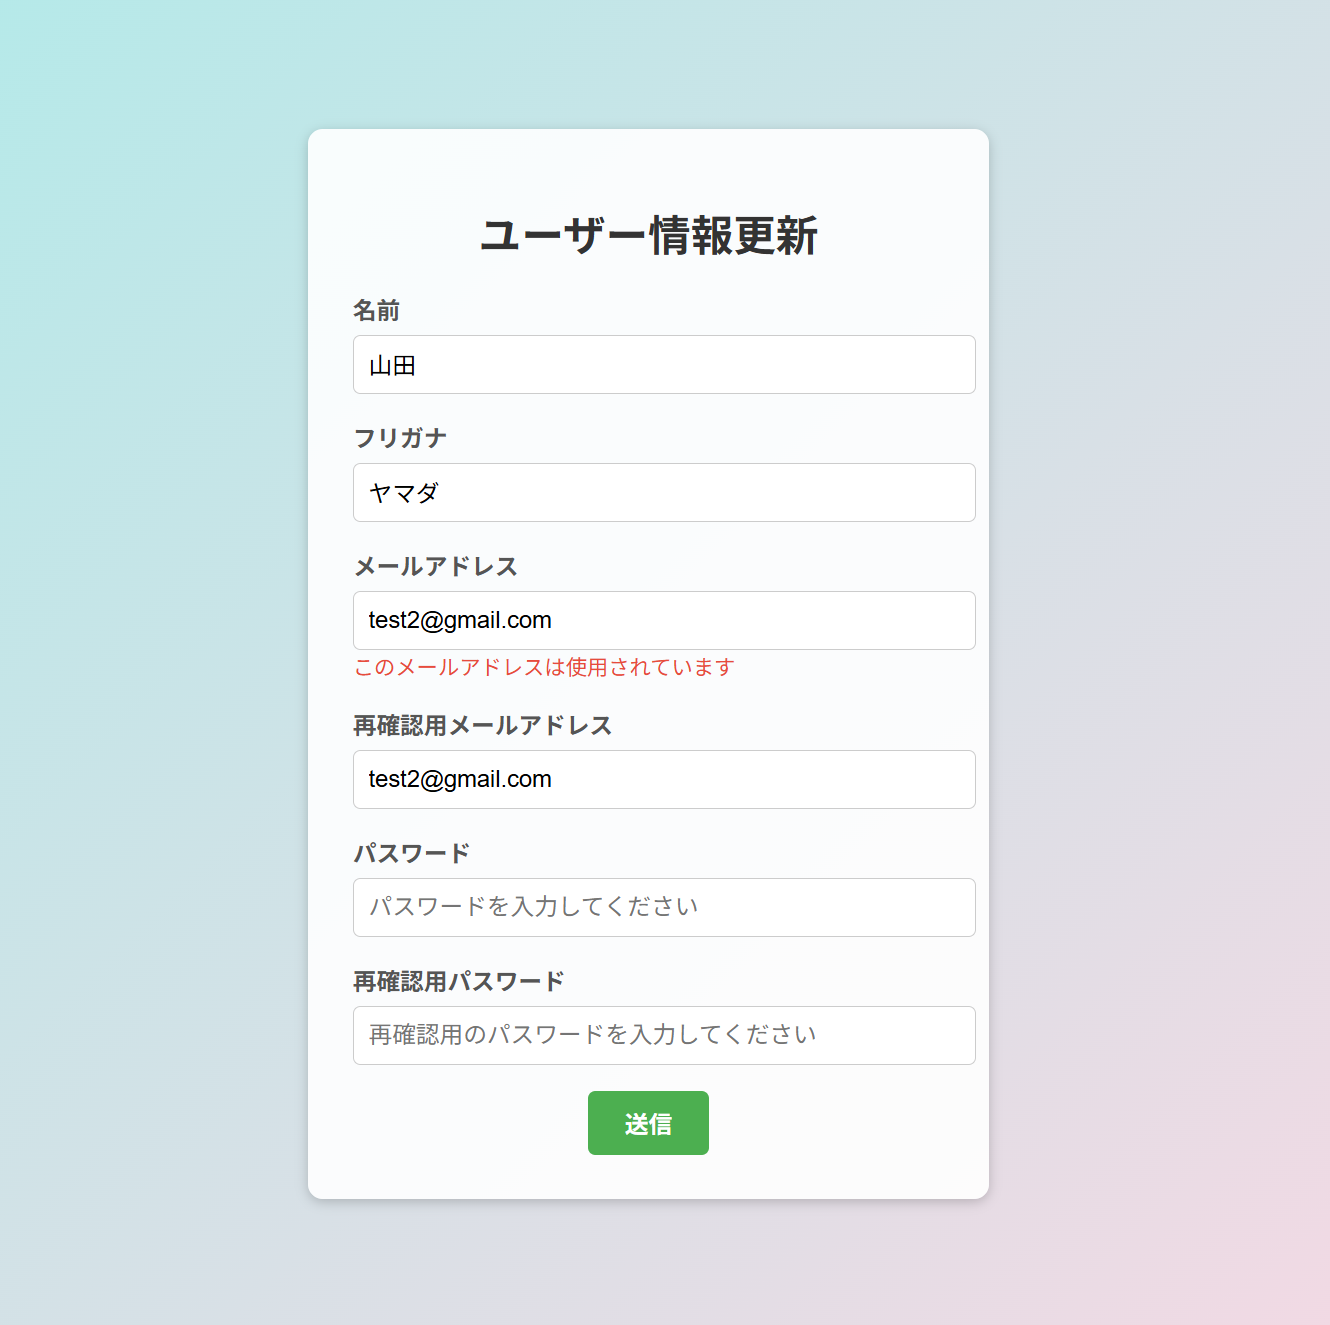 ユーザー情報更新
名前
山田
フリガナ
ヤマダ
メールアドレス
test2@gmail.com
このメールアドレスは使用されています
再確認用メールアドレス
test2@gmail.com
パスワード
パスワードを入力してください
再確認用パスワード
再確認用のパスワードを入力してください
送信